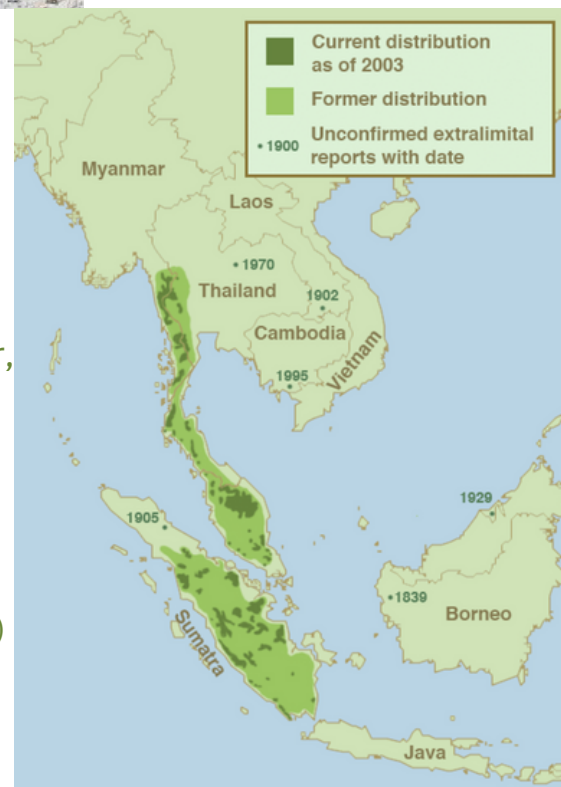 Current distribution
as of 2003
Former distribution
• 1900 Unconfirmed extralimital
reports with date
Myanmar
Laos
• 1970
Thailand
1902
Cambodia
Vietnam
1995
r,
1929
1905
• 1839
Borneo
)
Sumatra
Java